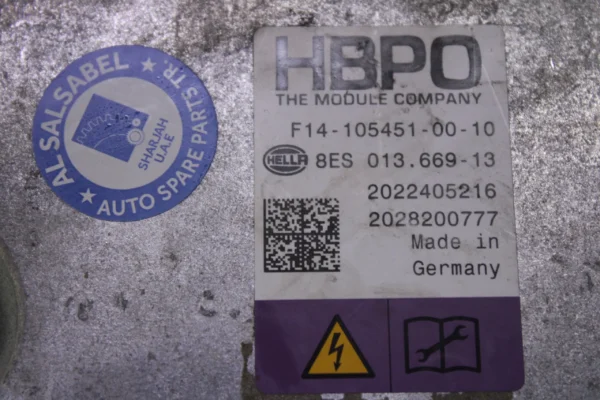 AL SALSABEL
AUTO SPARE PARTS TR.
SHARJAH
U.A.E
HBPO
THE MODULE COMPANY
F14-105451-00-10
HELLA 8ES 013.669-13
2022405216
2028200777
Made in
Germany